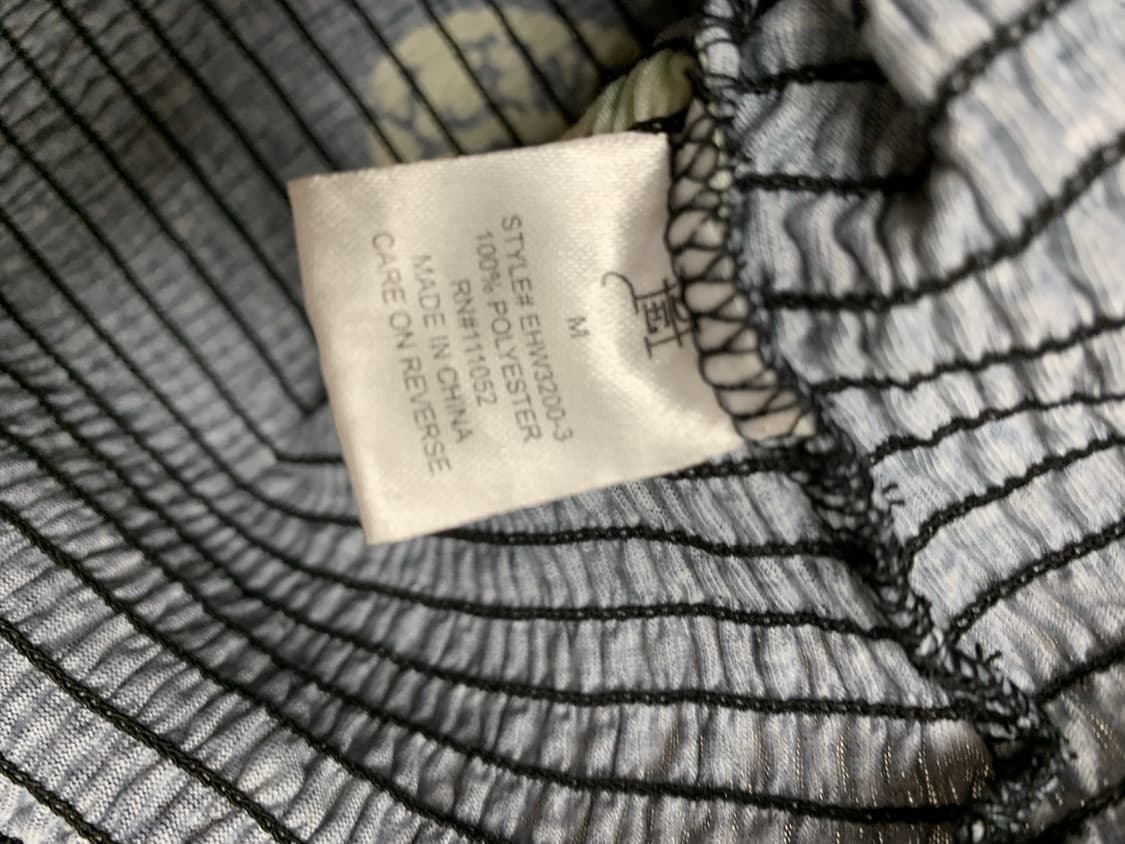 M
STYLE# EHW3200-3
100% POLYESTER
RN#111052
MADE IN CHINA
CARE ON REVERSE